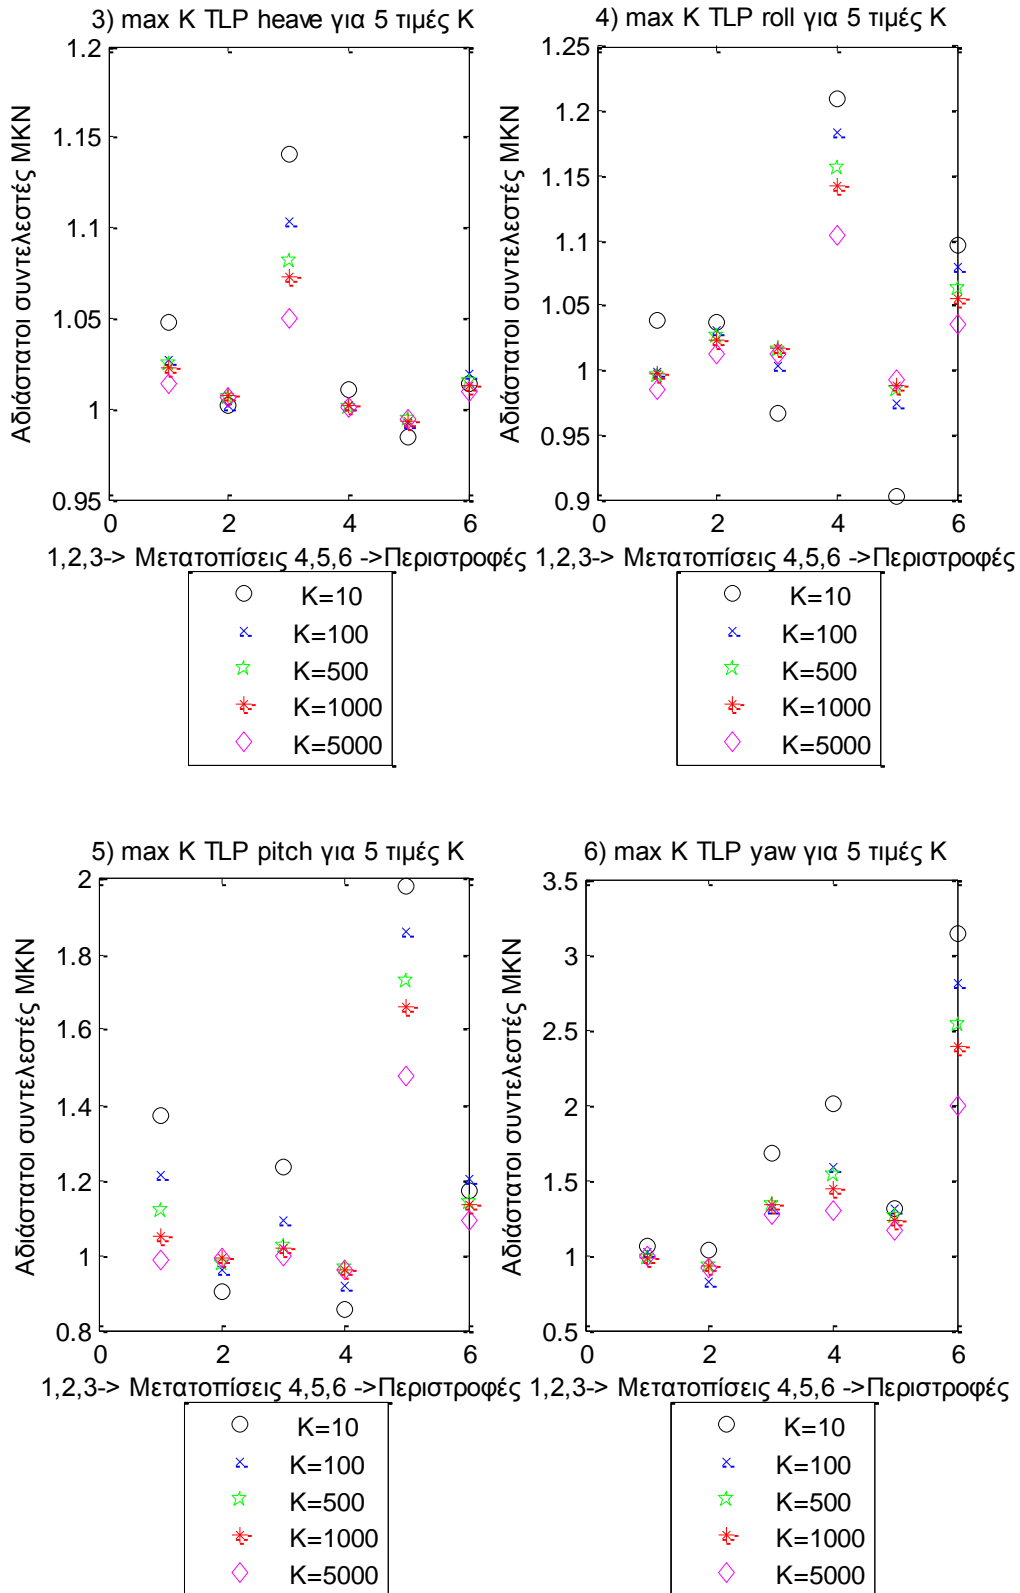 3) max K TLP heave για 5 τιμές K
Αδιάστατοι συντελεστές MKN
1.2
1.15
1.1
1.05
1
0.95
0 2 4 6
1,2,3-> Μετατοπίσεις 4,5,6 ->Περιστροφές
K=10
K=100
K=500
K=1000
K=5000
4) max K TLP roll για 5 τιμές K
Αδιάστατοι συντελεστές MKN
1.25
1.2
1.15
1.1
1.05
1
0.95
0.9
0 2 4 6
1,2,3-> Μετατοπίσεις 4,5,6 ->Περιστροφές
K=10
K=100
K=500
K=1000
K=5000
5) max K TLP pitch για 5 τιμές K
Αδιάστατοι συντελεστές MKN
2
1.8
1.6
1.4
1.2
1
0.8
0 2 4 6
1,2,3-> Μετατοπίσεις 4,5,6 ->Περιστροφές
K=10
K=100
K=500
K=1000
K=5000
6) max K TLP yaw για 5 τιμές K
Αδιάστατοι συντελεστές MKN
3.5
3
2.5
2
1.5
1
0.5
0 2 4 6
1,2,3-> Μετατοπίσεις 4,5,6 ->Περιστροφές
K=10
K=100
K=500
K=1000
K=5000